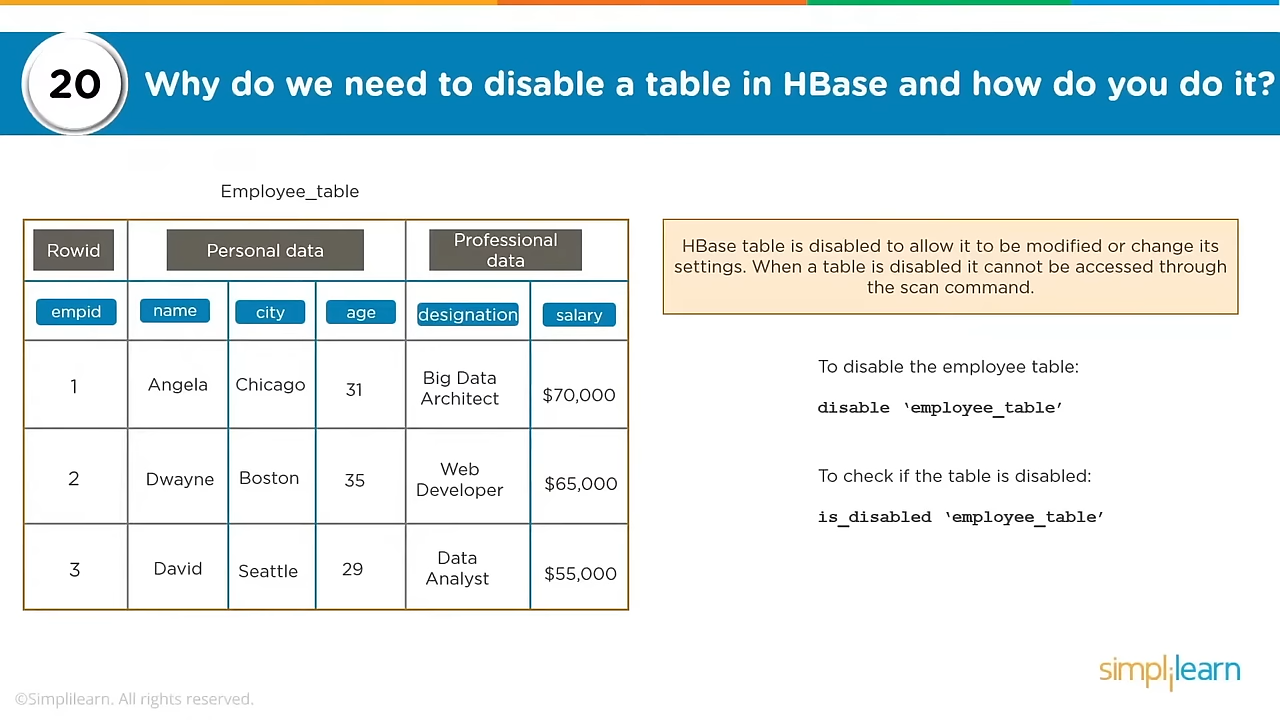 20
Why do we need to disable a table in HBase and how do you do it?
Employee_table
Rowid
Personal data
Professional
data
empid
name
city
age
designation
salary
1
Angela
Chicago
31
Big Data
Architect
$70,000
2
Dwayne
Boston
35
Web
Developer
$65,000
3
David
Seattle
29
Data
Analyst
$55,000
HBase table is disabled to allow it to be modified or change its
settings. When a table is disabled it cannot be accessed through
the scan command.
To disable the employee table:
disable ‘employee_table’
To check if the table is disabled:
is_disabled ‘employee_table’
simplilearn
©Simplilearn. All rights reserved.